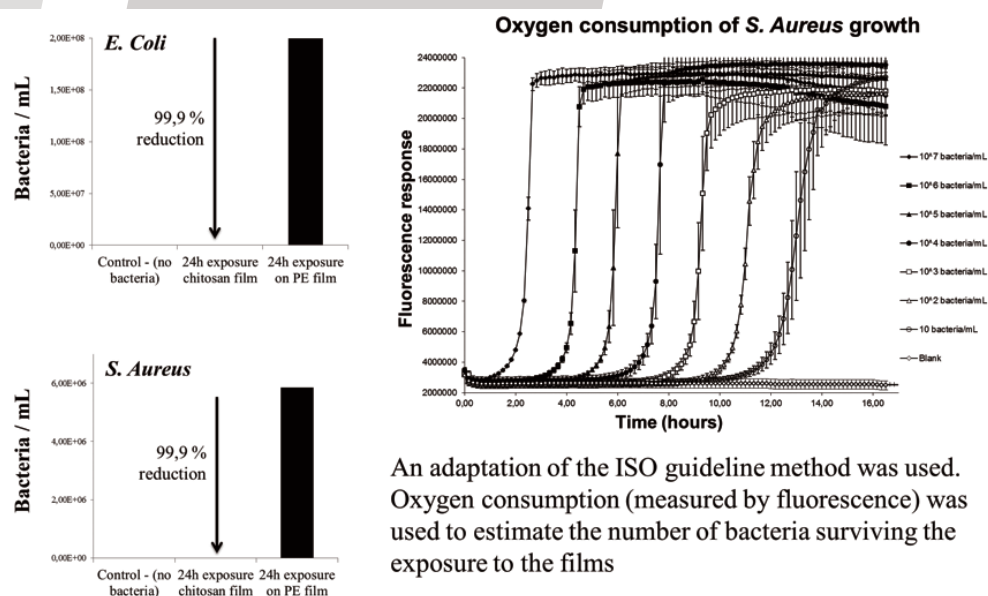 E. Coli
Bacteria / mL
2,00E+08
1,50E+08
1,00E+08
5,00E+07
0,00E+00
99,9 %
reduction
Control - (no
bacteria)
24h exposure
chitosan film
24h exposure
on PE film
S. Aureus
Bacteria / mL
6,00E+06
4,00E+06
2,00E+06
0,00E+00
99,9 %
reduction
Control - (no
bacteria)
24h exposure
chitosan film
24h exposure
on PE film
Oxygen consumption of S. Aureus growth
Fluorescence response
24000000
22000000
20000000
18000000
16000000
14000000
12000000
10000000
8000000
6000000
4000000
2000000
0,00 2,00 4,00 6,00 8,00 10,00 12,00 14,00 16,00
Time (hours)
10^7 bacteria/mL
10^6 bacteria/mL
10^5 bacteria/mL
10^4 bacteria/mL
10^3 bacteria/mL
10^2 bacteria/mL
10 bacteria/mL
Blank
An adaptation of the ISO guideline method was used.
Oxygen consumption (measured by fluorescence) was
used to estimate the number of bacteria surviving the
exposure to the films